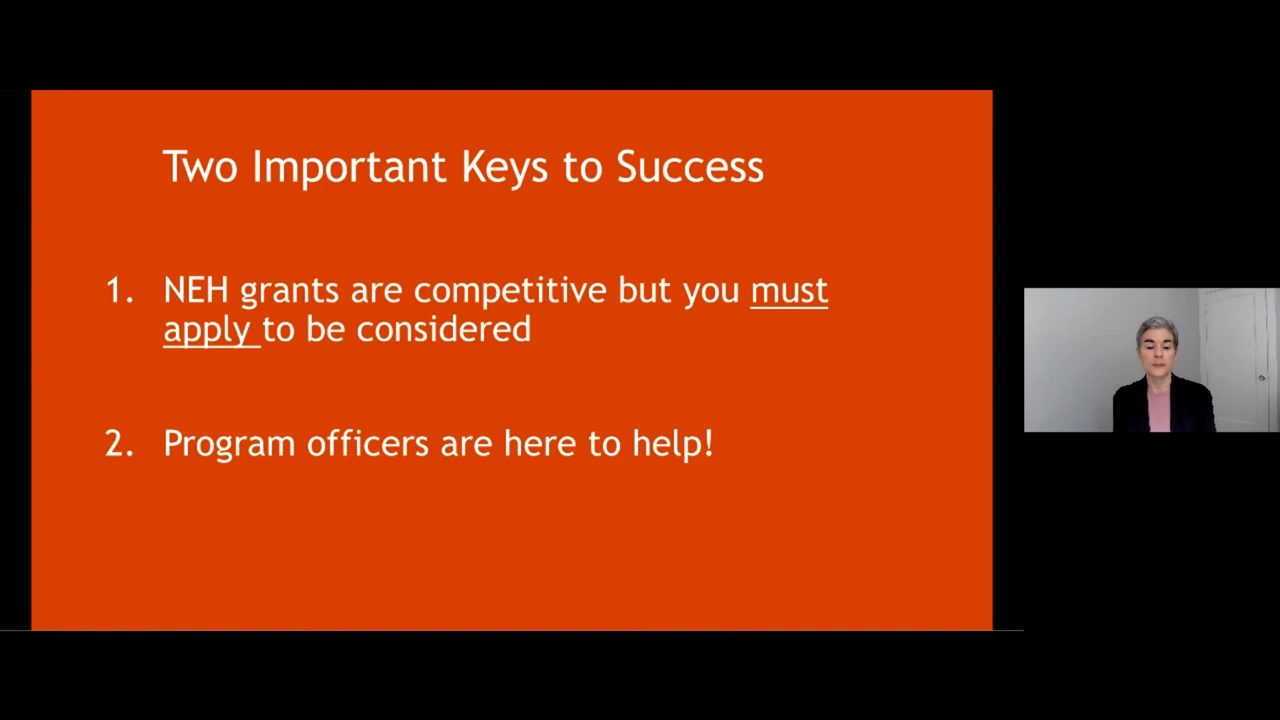 Two Important Keys to Success
1. NEH grants are competitive but you must
apply to be considered
2. Program officers are here to help!